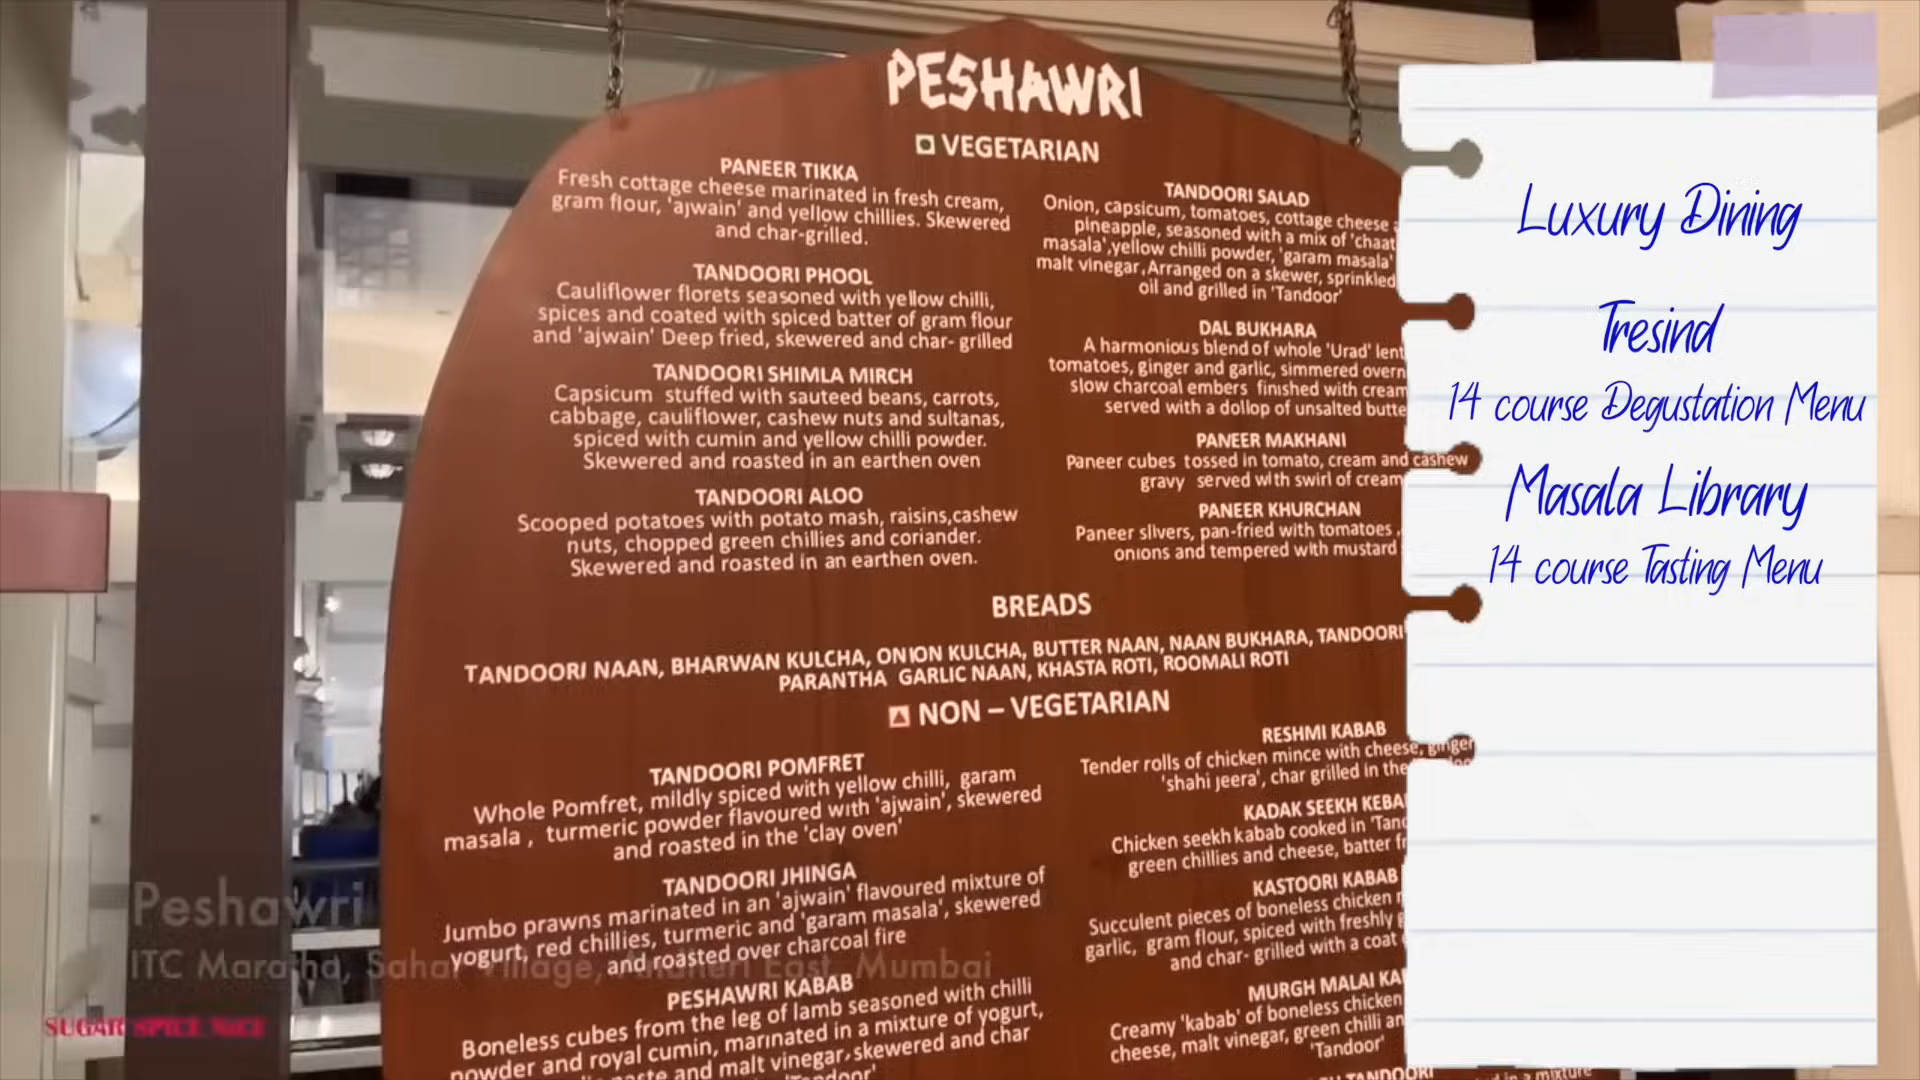 PESHAWRI
VEGETARIAN
PANEER TIKKA
Fresh cottage cheese marinated in fresh cream,
gram flour, 'ajwain' and yellow chillies. Skewered
and char-grilled.
TANDOORI PHOOL
Cauliflower florets seasoned with yellow chilli,
spices and coated with spiced batter of gram flour
and 'ajwain' Deep fried, skewered and char- grilled
TANDOORI SHIMLA MIRCH
Capsicum stuffed with sauteed beans, carrots,
cabbage, cauliflower, cashew nuts and sultanas,
spiced with cumin and yellow chilli powder.
Skewered and roasted in an earthen oven
TANDOORI ALOO
Scooped potatoes with potato mash, raisins,cashew
nuts, chopped green chillies and coriander.
Skewered and roasted in an earthen oven.
TANDOORI SALAD
Onion, capsicum, tomatoes, cottage cheese
pineapple, seasoned with a mix of 'chaat
masala',yellow chilli powder, 'garam masala'
malt vinegar,Arranged on a skewer, sprinkled
oil and grilled in 'Tandoor'
DAL BUKHARA
A harmonious blend of whole 'Urad'
tomatoes, ginger and garlic, simmered
slow charcoal embers finished with cream
served with a dollop of unsalted
PANEER MAKHANI
Paneer cubes tossed in tomato, cream and cashew
gravy served with swirl of cream
PANEER KHURCHAN
Paneer slivers, pan-fried with tomatoes ,
onions and tempered with mustard
BREADS
TANDOORI NAAN, BHARWAN KULCHA, ONION KULCHA, BUTTER NAAN, NAAN BUKHARA, TANDOORI
PARANTHA GARLIC NAAN, KHASTA ROTI, ROOMALI ROTI
NON – VEGETARIAN
TANDOORI POMFRET
Whole Pomfret, mildly spiced with yellow chilli, garam
masala , turmeric powder flavoured with 'ajwain', skewered
and roasted in the 'clay oven'
TANDOORI JHINGA
Jumbo prawns marinated in an 'ajwain' flavoured mixture of
yogurt, red chillies, turmeric and 'garam masala', skewered
and roasted over charcoal fire
PESHAWRI KABAB
Boneless cubes from the leg of lamb seasoned with chilli
powder and royal cumin, marinated in a mixture of yogurt,
and malt vinegar, skewered and char
RESHMI KABAB
Tender rolls of chicken mince with cheese, ginger
'shahi jeera', char grilled in the
KADAK SEEKH
Chicken seekh kabab cooked in
green chillies and cheese, batter
KASTOORI KABAB
Succulent pieces of boneless chicken
garlic, gram flour, spiced with freshly
and char- grilled with a coat
MURGH MALAI
Creamy 'kabab' of boneless chicken
cheese, malt vinegar, green chilli
'Tandoor'
TANDOORI
Luxury Dining
Tresind
14 course Degustation Menu
Masala Library
14 course Tasting Menu
Peshawri
ITC Maratha, Sahar Village, Andheri East, Mumbai
SUGAR SPICE NICE